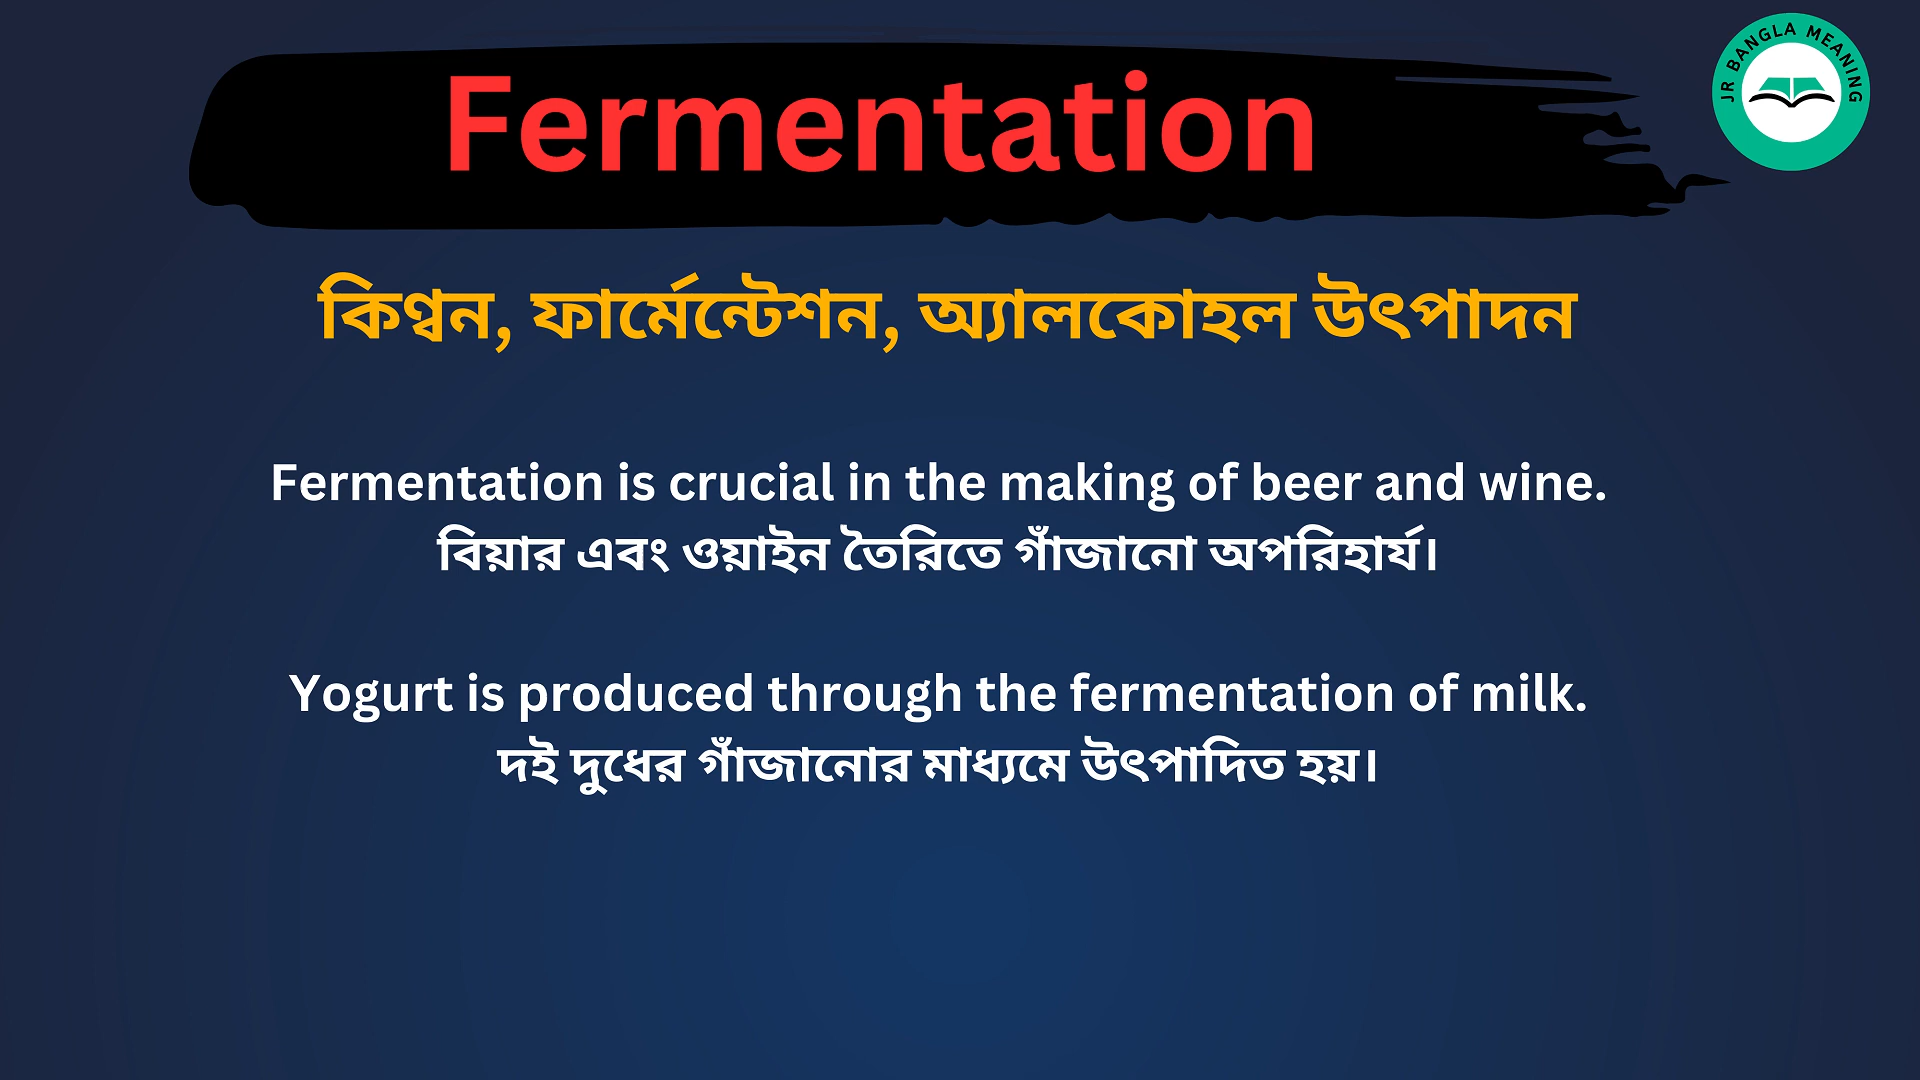 Fermentation
JR BANGLA MEANING
কিণ্বন, ফার্মেন্টেশন, অ্যালকোহল উৎপাদন
Fermentation is crucial in the making of beer and wine.
বিয়ার এবং ওয়াইন তৈরিতে গাঁজানো অপরিহার্য।
Yogurt is produced through the fermentation of milk.
দই দুধের গাঁজানোর মাধ্যমে উৎপাদিত হয়।